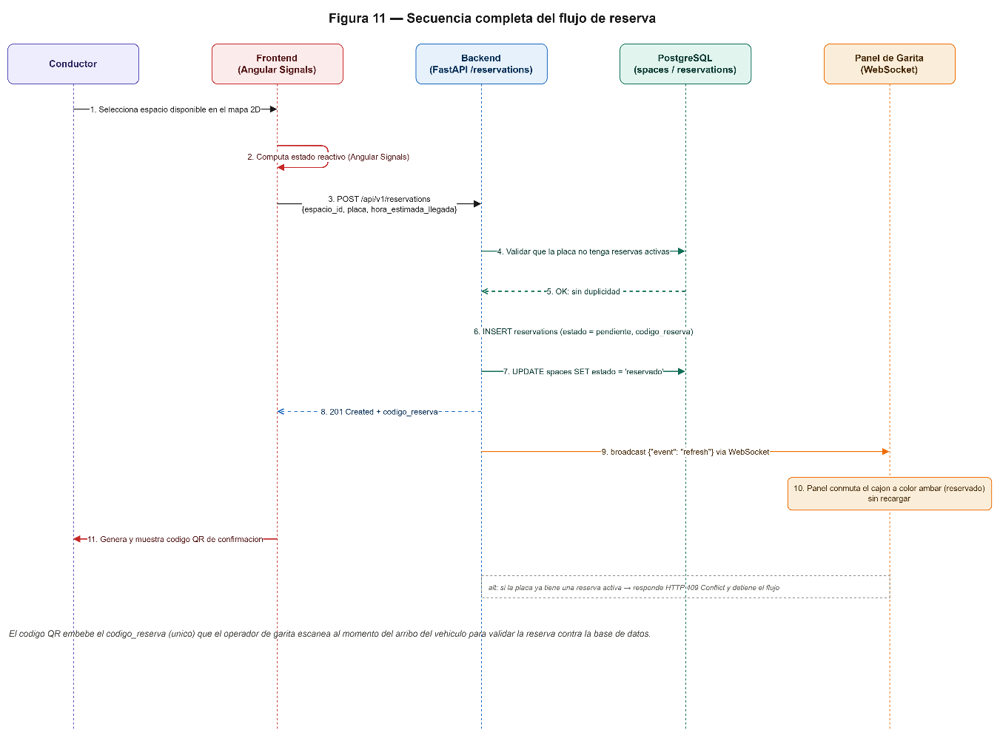 Figura 11 — Secuencia completa del flujo de reserva
Conductor
Frontend
(Angular Signals)
Backend
(FastAPI /reservations)
PostgreSQL
(spaces / reservations)
Panel de Garita
(WebSocket)
1. Selecciona espacio disponible en el mapa 2D
2. Computa estado reactivo (Angular Signals)
3. POST /api/v1/reservations
{espacio_id, placa, hora_estimada_llegada}
4. Validar que la placa no tenga reservas activas
5. OK: sin duplicidad
6. INSERT reservations (estado = pendiente, codigo_reserva)
7. UPDATE spaces SET estado = 'reservado'
8. 201 Created + codigo_reserva
9. broadcast {"event": "refresh"} via WebSocket
10. Panel conmuta el cajon a color ambar (reservado)
sin recargar
11. Genera y muestra codigo QR de confirmacion
alt: si la placa ya tiene una reserva activa → responde HTTP 409 Conflict y detiene el flujo
El codigo QR embebe el codigo_reserva (unico) que el operador de garita escanea al momento del arribo del vehiculo para validar la reserva contra la base de datos.